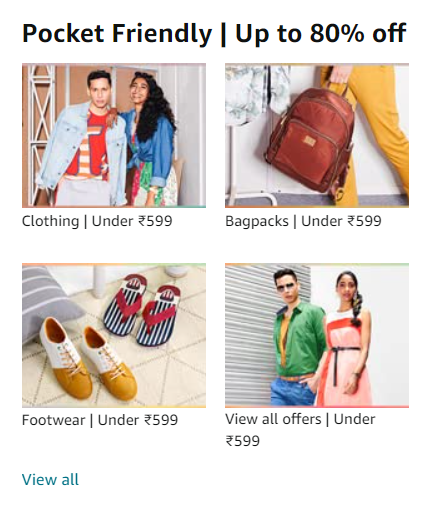 Pocket Friendly | Up to 80% off
Clothing | Under ₹599
Bagpacks | Under ₹599
Footwear | Under ₹599
View all offers | Under
₹599
View all